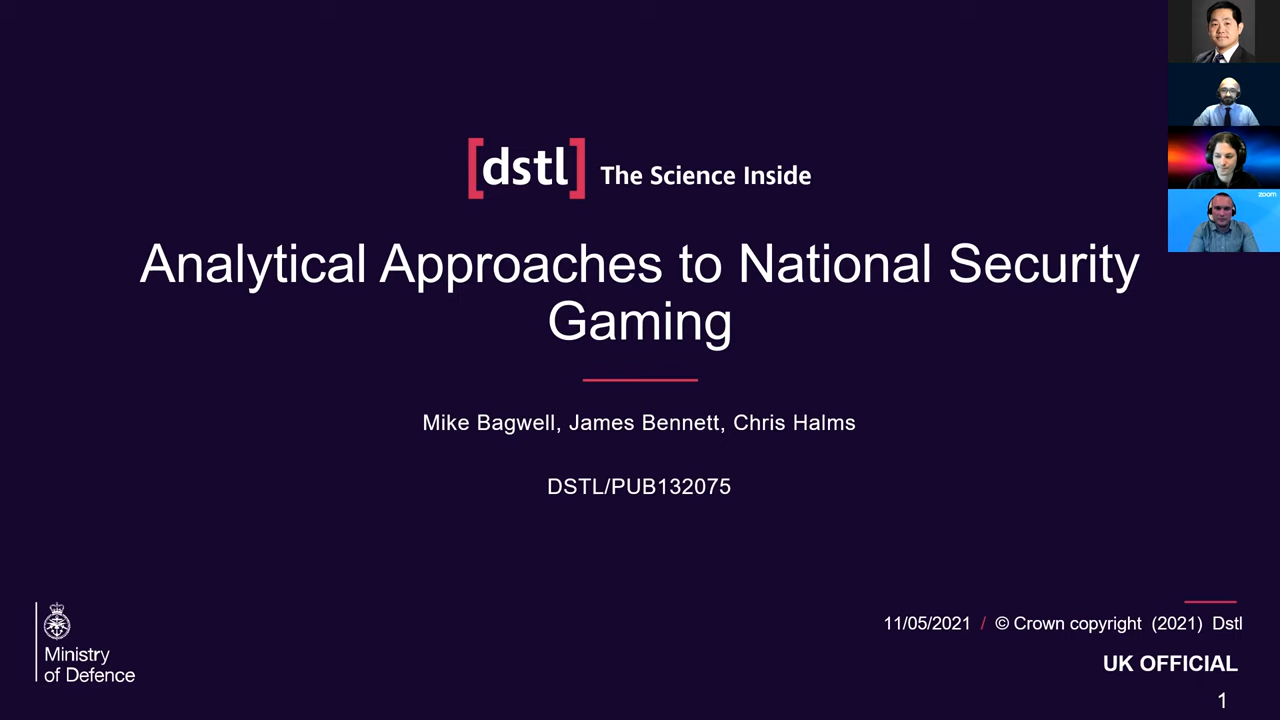 zoom
[dstl] The Science Inside
Analytical Approaches to National Security
Gaming
Mike Bagwell, James Bennett, Chris Halms
DSTL/PUB132075
Ministry
of Defence
11/05/2021 / © Crown copyright (2021) Dstl
UK OFFICIAL
1